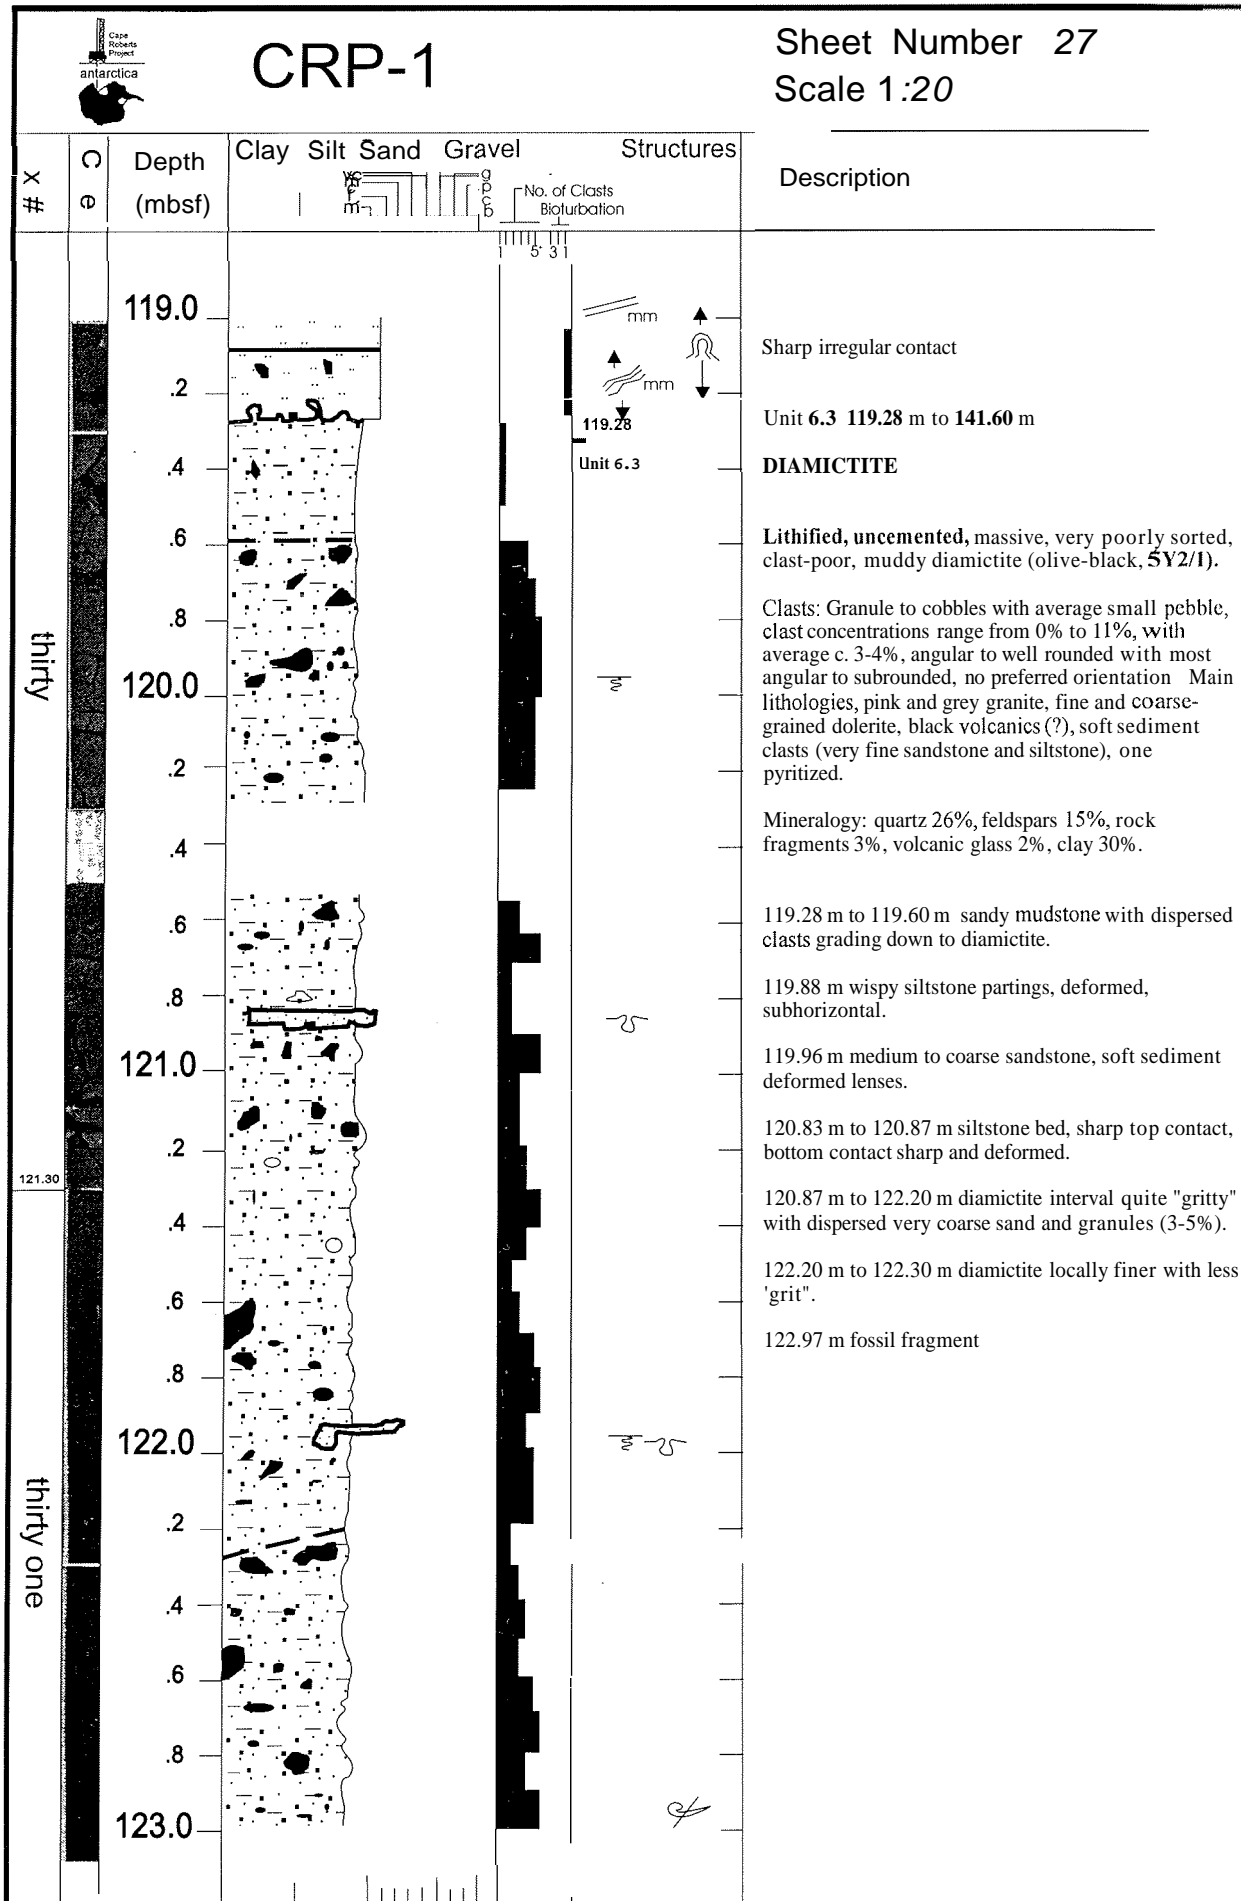 Cape
Roberts
Project
antarctica
CRP-1
Sheet Number 27
Scale 1:20
x #
C e
Depth
(mbsf)
Clay Silt Sand Gravel Structures
No. of Clasts
Bioturbation
1 5+ 3 1
Description
119.0
mm
Sharp irregular contact
.2
mm
119.28
Unit 6.3 119.28 m to 141.60 m
.4
Unit 6.3
DIAMICTITE
.6
Lithified, uncemented, massive, very poorly sorted,
clast-poor, muddy diamictite (olive-black, 5Y2/1).
.8
Clasts: Granule to cobbles with average small pebble,
clast concentrations range from 0% to 11%, with
average c. 3-4%, angular to well rounded with most
angular to subrounded, no preferred orientation Main
lithologies, pink and grey granite, fine and coarse-
grained dolerite, black volcanics (?), soft sediment
clasts (very fine sandstone and siltstone), one
pyritized.
thirty
120.0
.2
.4
Mineralogy: quartz 26%, feldspars 15%, rock
fragments 3%, volcanic glass 2%, clay 30%.
.6
119.28 m to 119.60 m sandy mudstone with dispersed
clasts grading down to diamictite.
.8
119.88 m wispy siltstone partings, deformed,
subhorizontal.
121.0
119.96 m medium to coarse sandstone, soft sediment
deformed lenses.
.2
120.83 m to 120.87 m siltstone bed, sharp top contact,
bottom contact sharp and deformed.
121.30
.4
120.87 m to 122.20 m diamictite interval quite "gritty"
with dispersed very coarse sand and granules (3-5%).
.6
122.20 m to 122.30 m diamictite locally finer with less
'grit".
.8
122.97 m fossil fragment
122.0
thirty one
.2
.4
.6
.8
123.0